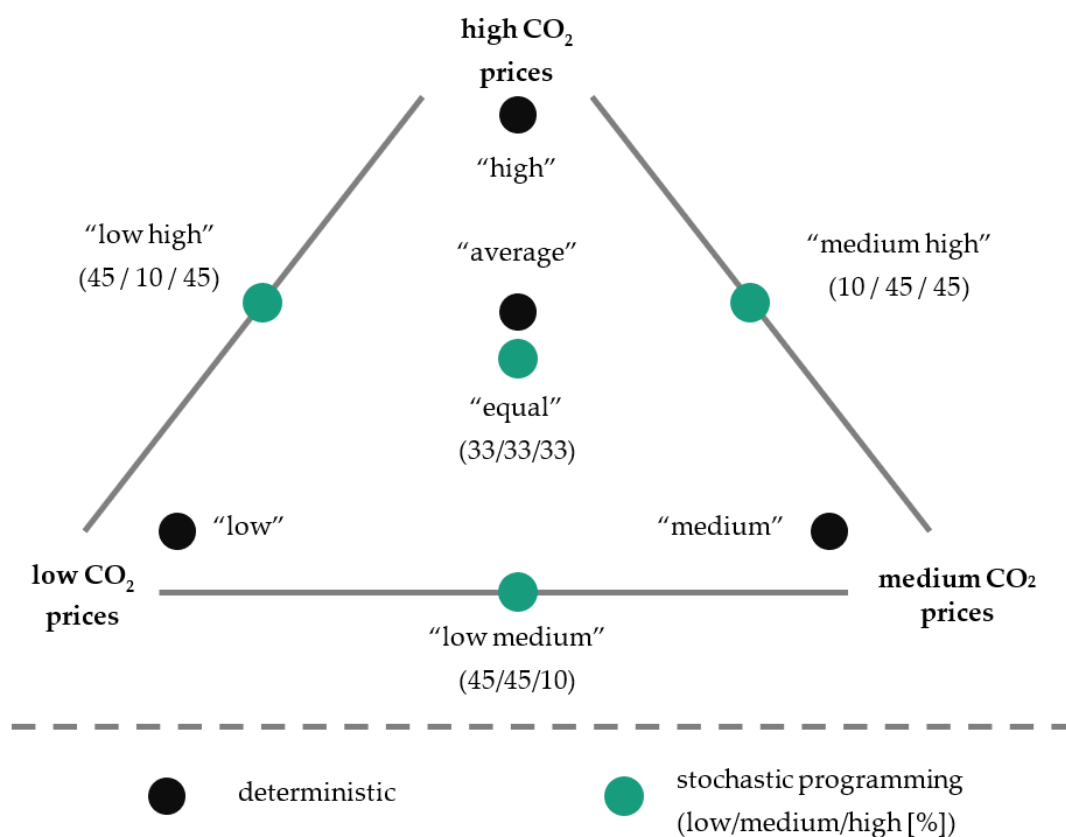 high CO₂
prices
“high”
“low high”
(45 / 10 / 45)
“average”
“medium high”
(10 / 45 / 45)
“equal”
(33/33/33)
“low”
“medium”
low CO₂
prices
medium CO₂
prices
“low medium”
(45/45/10)
deterministic
stochastic programming
(low/medium/high [%])